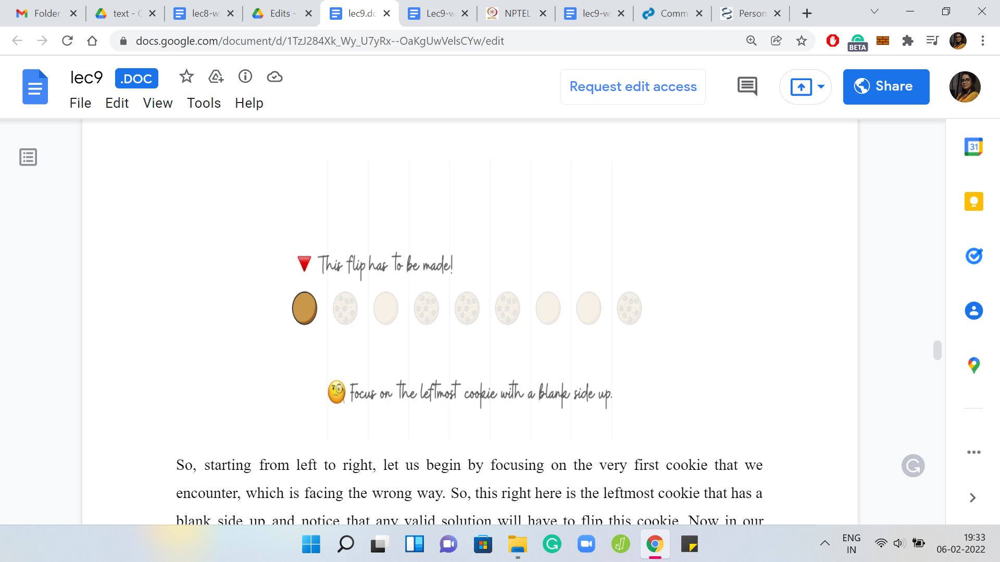 Folder
text - G
lec8-w
Edits -
lec9.dc
Lec9-w
NPTEL
lec9-w
Comm
Person
docs.google.com/document/d/1TzJ284Xk_Wy_U7yRx--OaKgUwVelsCYw/edit
BETA
lec9 .DOC
Request edit access
Share
File Edit View Tools Help
31
This flip has to be made!
Focus on the leftmost cookie with a blank side up.
So, starting from left to right, let us begin by focusing on the very first cookie that we
encounter, which is facing the wrong way. So, this right here is the leftmost cookie that has a
blank side up and notice that any valid solution will have to flip this cookie. Now in our
ENG
IN
19:33
06-02-2022